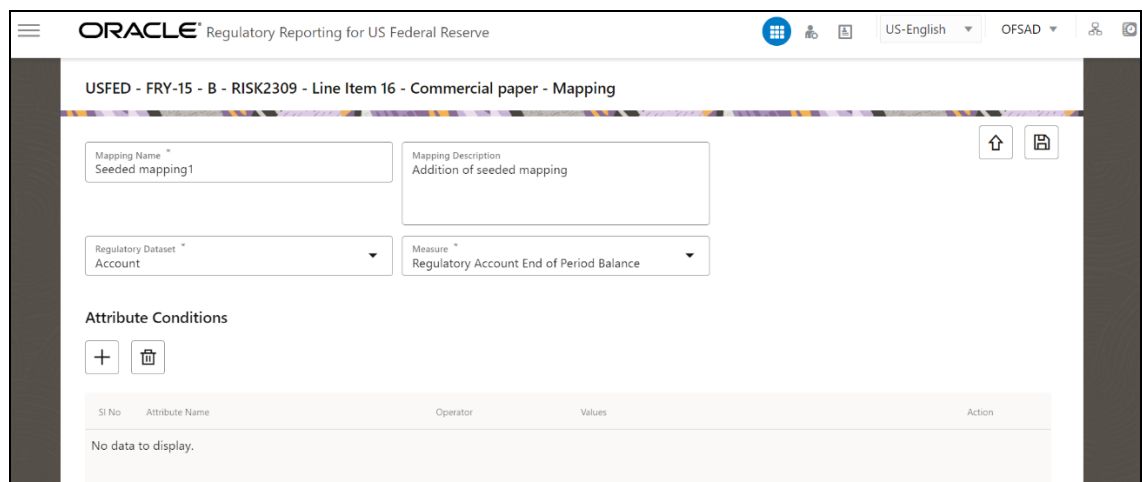 ORACLE® Regulatory Reporting for US Federal Reserve
US-English
OFSAD
USFED - FRY-15 - B - RISK2309 - Line Item 16 - Commercial paper - Mapping
Mapping Name *
Seeded mapping1
Mapping Description
Addition of seeded mapping
Regulatory Dataset *
Account
Measure *
Regulatory Account End of Period Balance
Attribute Conditions
Sl No Attribute Name Operator Values Action
No data to display.